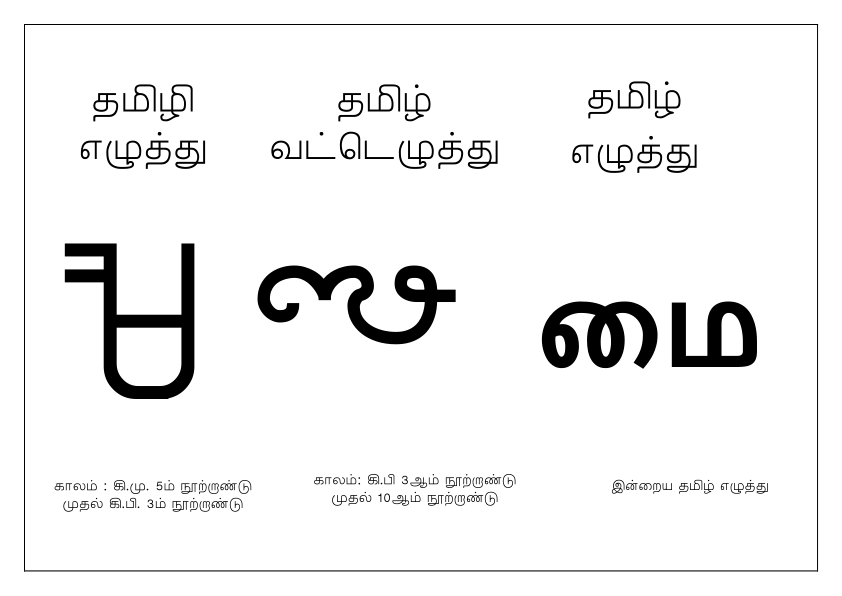 தமிழி
எழுத்து
𑀫𑁃
காலம் : கி.மு. 5ம் நூற்றாண்டு
முதல் கி.பி. 3ம் நூற்றாண்டு
தமிழ்
வட்டெழுத்து
காலம்: கி.பி 3ஆம் நூற்றாண்டு
முதல் 10ஆம் நூற்றாண்டு
தமிழ்
எழுத்து
மை
இன்றைய தமிழ் எழுத்து